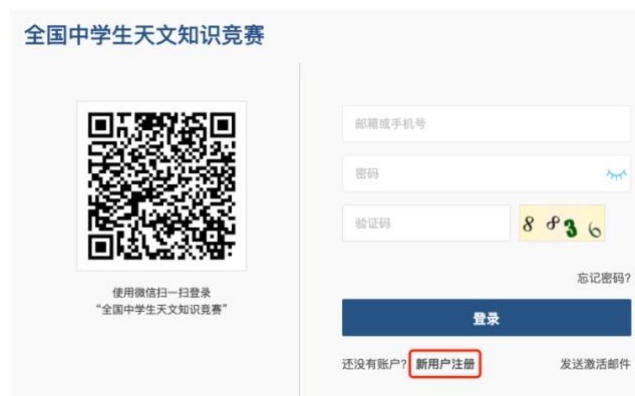 全国中学生天文知识竞赛
使用微信扫一扫登录
“全国中学生天文知识竞赛”
邮箱或手机号
密码
验证码
8836
忘记密码?
登录
还没有账户? 新用户注册 发送激活邮件